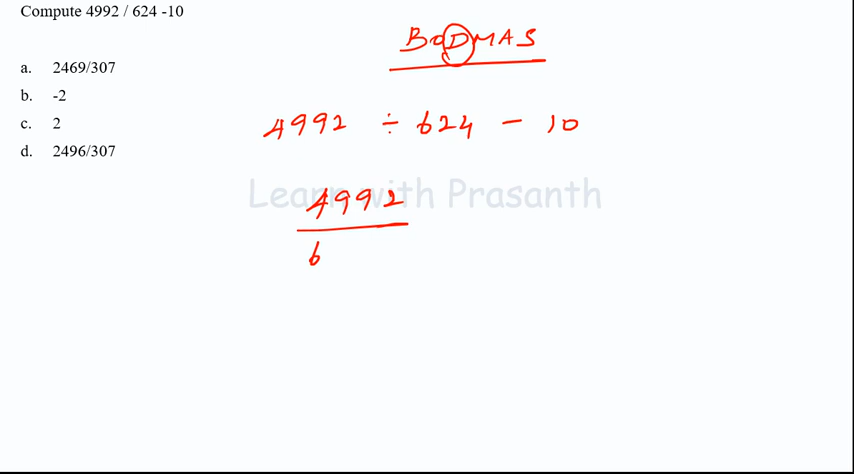 Compute 4992 / 624 -10
BODMAS
a. 2469/307
b. -2
c. 2
d. 2496/307
4992 ÷ 624 - 10
Learn with Prasanth
4992
6